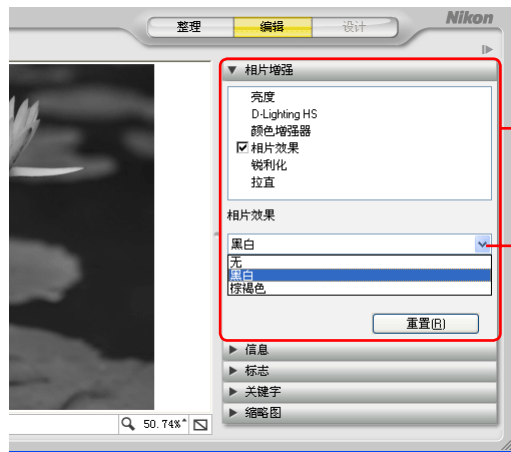 整理 编辑 设计 Nikon
相片增强
亮度
D-Lighting HS
颜色增强器
相片效果
锐利化
拉直
相片效果
黑白
无
黑白
棕褐色
重置(R)
信息
标志
关键字
缩略图
50.74%*